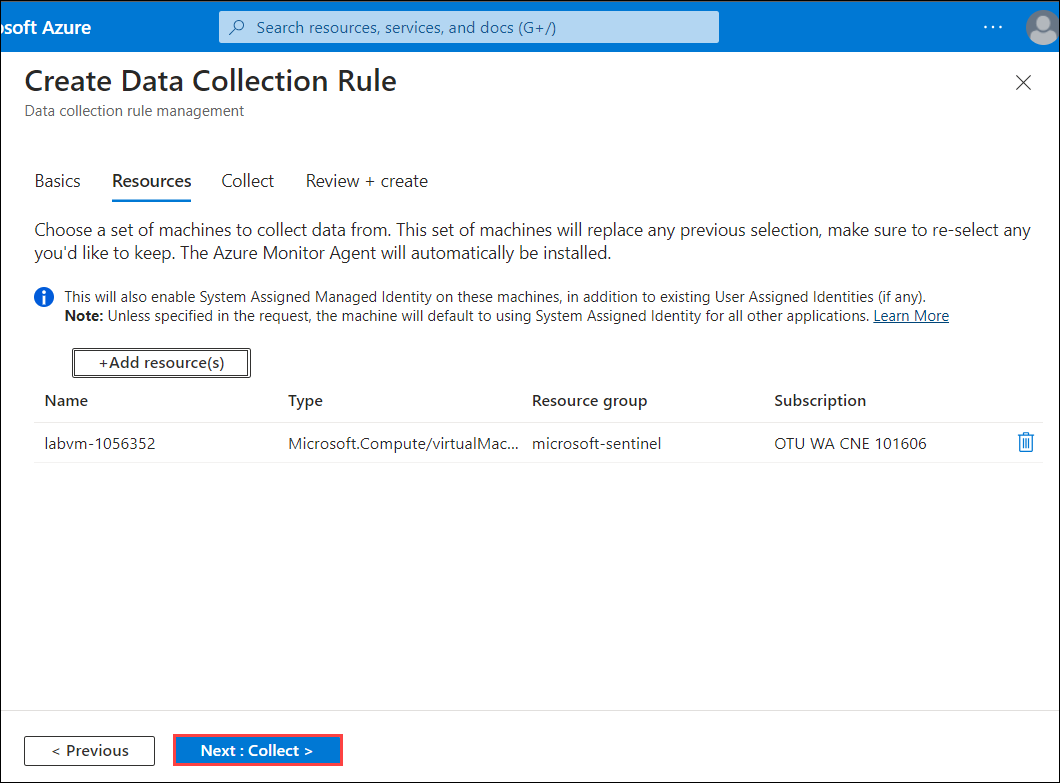 osoft Azure
Search resources, services, and docs (G+/)
...
Create Data Collection Rule
Data collection rule management
Basics Resources Collect Review + create
Choose a set of machines to collect data from. This set of machines will replace any previous selection, make sure to re-select any
you'd like to keep. The Azure Monitor Agent will automatically be installed.
This will also enable System Assigned Managed Identity on these machines, in addition to existing User Assigned Identities (if any).
Note: Unless specified in the request, the machine will default to using System Assigned Identity for all other applications. Learn More
+Add resource(s)
Name Type Resource group Subscription
labvm-1056352 Microsoft.Compute/virtualMac... microsoft-sentinel OTU WA CNE 101606
< Previous Next : Collect >